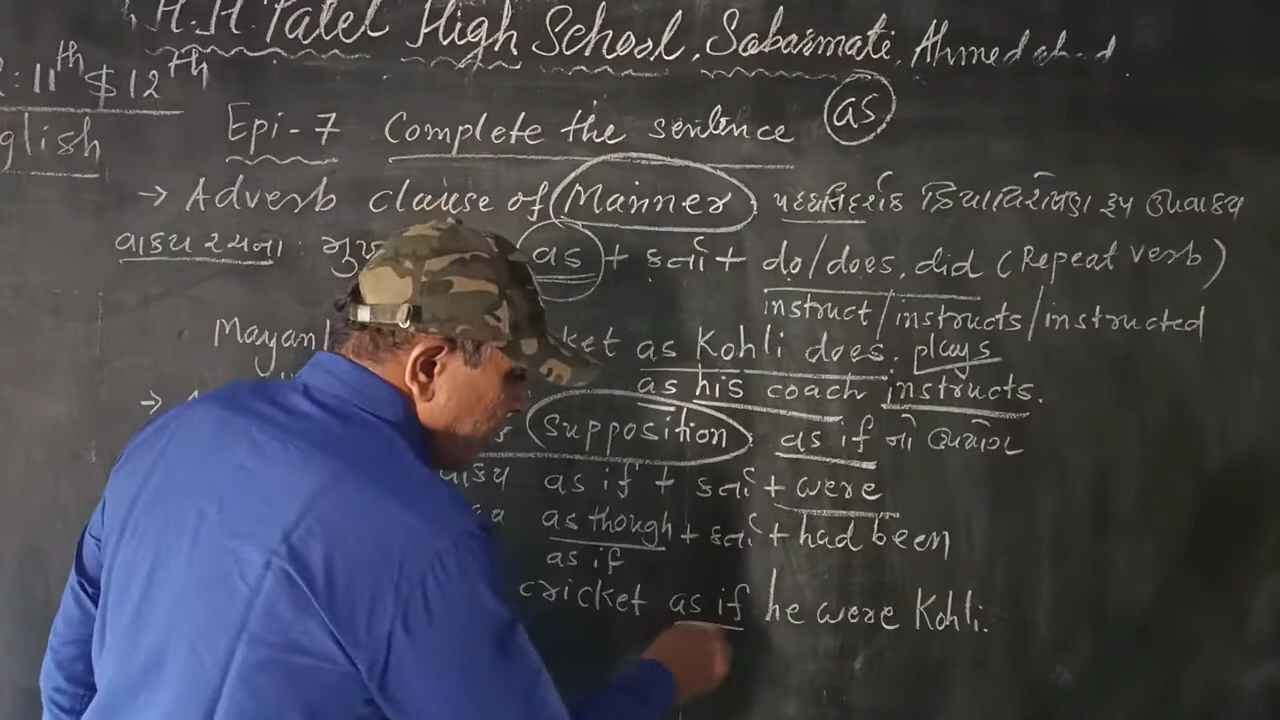 H.H. Patel High School, Sabarmati, Ahmedabad.
: 11th $ 12th
glish
Epi-7 Complete the sentence as
→ Adverb clause of Manner : ક્રિયાવિશેષણ રૂપ ઉપવાક્ય
વાક્ય રચના : as + કર્તા + do/does, did (Repeat verb)
instruct/instructs/instructed
ket as Kohli does. plays
as his coach instructs.
→ Supposition : as if નો ઉપયોગ
વાક્ય as if + કર્તા + were
as though + કર્તા + had been
as if
cricket as if he were Kohli.